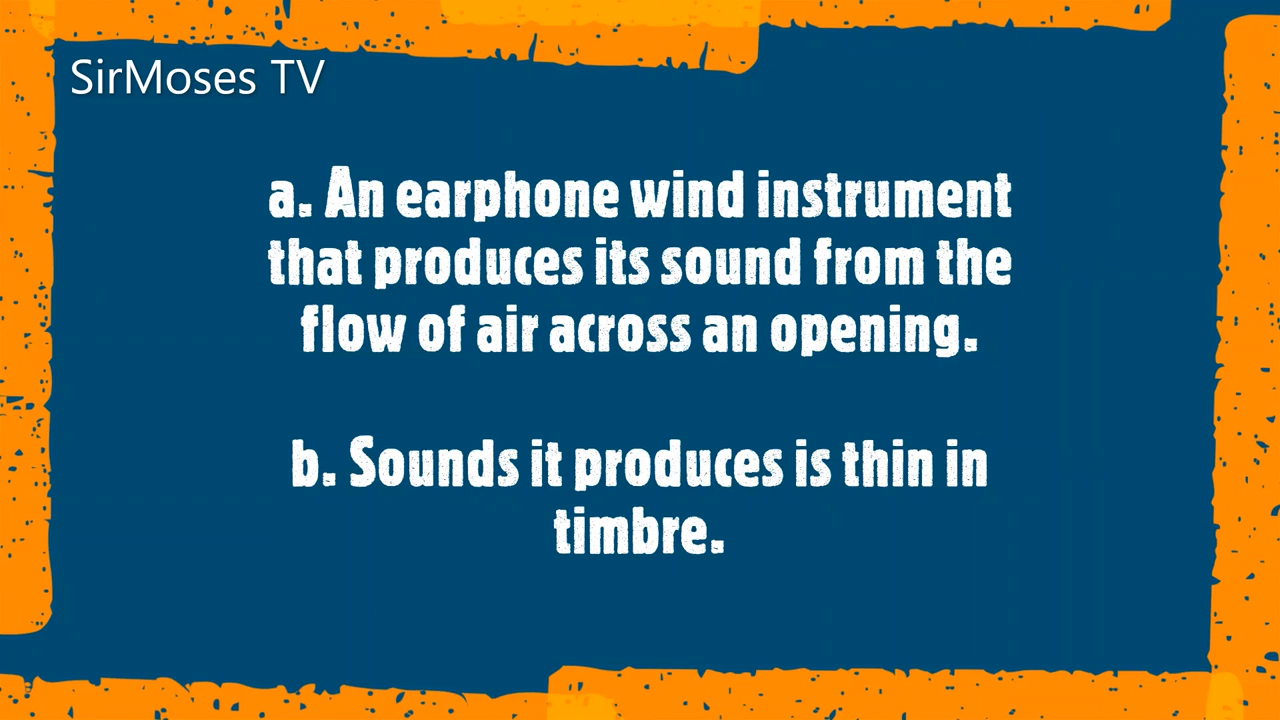 SirMoses TV
a. An earphone wind instrument
that produces its sound from the
flow of air across an opening.
b. Sounds it produces is thin in
timbre.